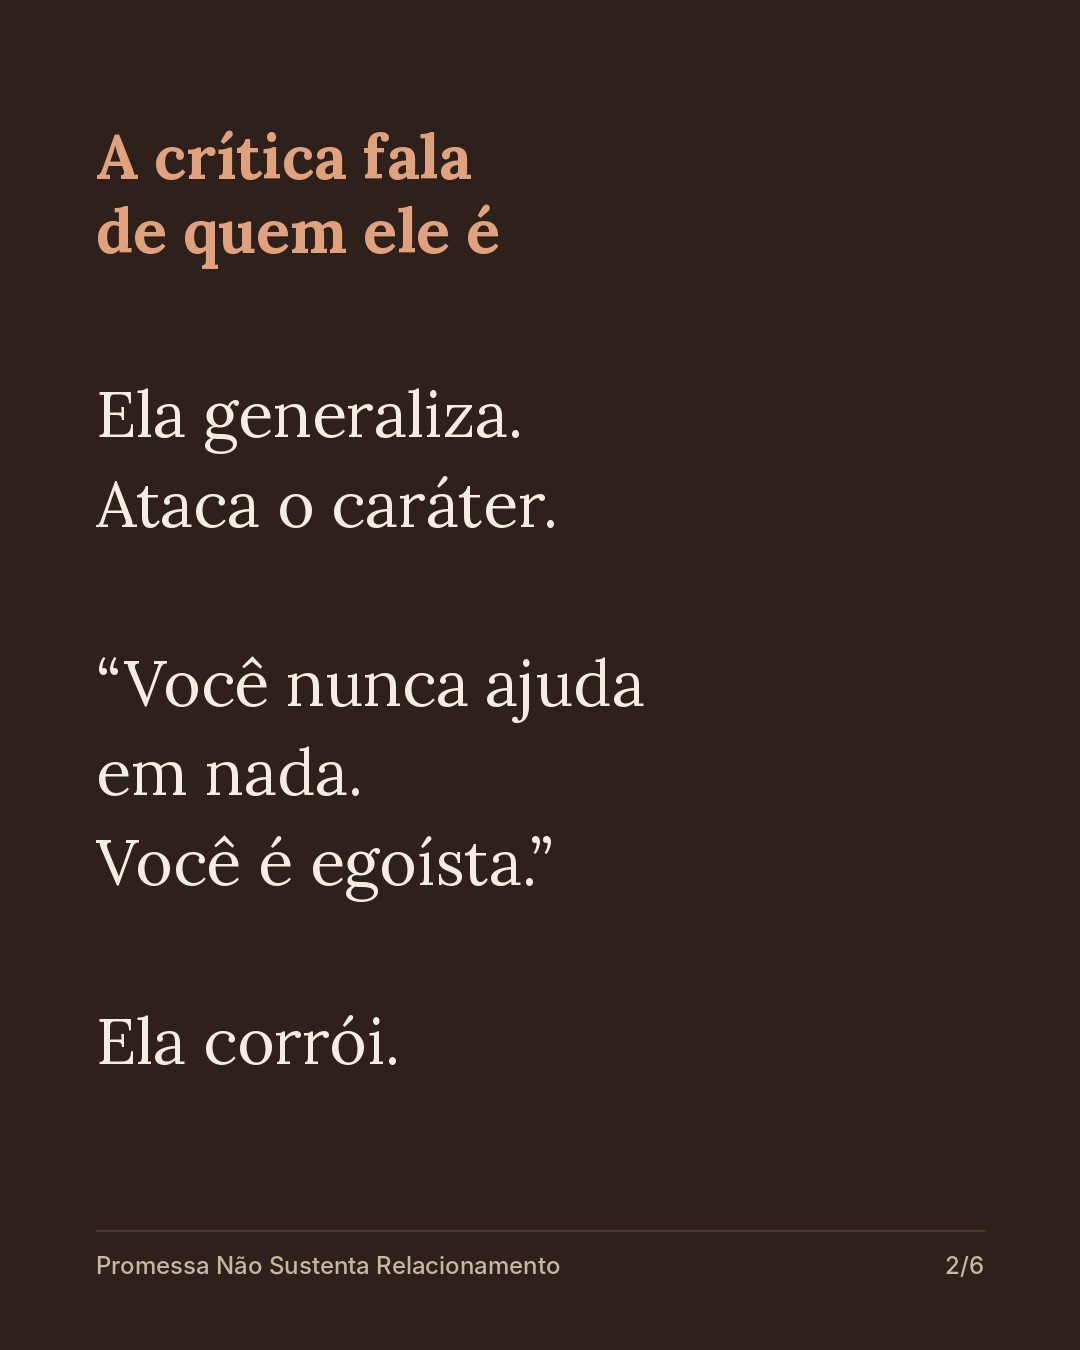 A crítica fala
de quem ele é
Ela generaliza.
Ataca o caráter.
“Você nunca ajuda
em nada.
Você é egoísta.”
Ela corrói.
Promessa Não Sustenta Relacionamento
2/6